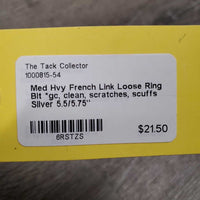 The Tack Collector
1000815-54
Med Hvy French Link Loose Ring
Bit "gc, clean, scratches, scuffs
Silver 5.5/5.75"
$21.50
6RSTZS